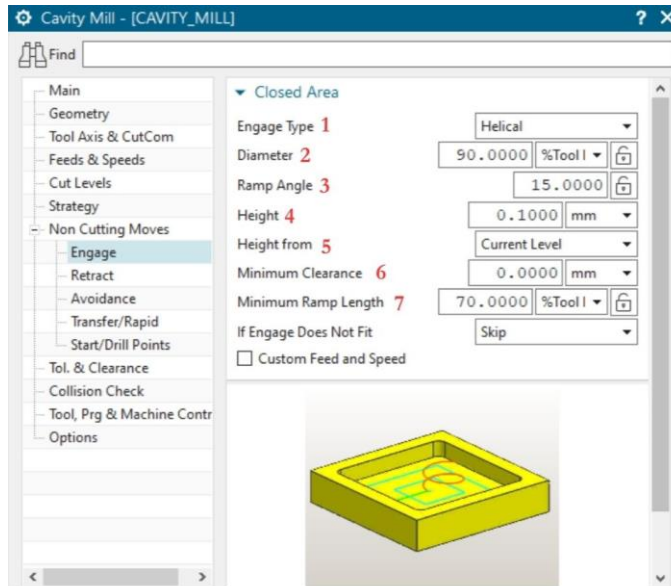 Cavity Mill - [CAVITY_MILL] ? X
Find
Main
Geometry
Tool Axis & CutCom
Feeds & Speeds
Cut Levels
Strategy
Non Cutting Moves
Engage
Retract
Avoidance
Transfer/Rapid
Start/Drill Points
Tol. & Clearance
Collision Check
Tool, Prg & Machine Contr
Options
Closed Area
Engage Type 1 Helical
Diameter 2 90.0000 %Tool
Ramp Angle 3 15.0000
Height 4 0.1000 mm
Height from 5 Current Level
Minimum Clearance 6 0.0000 mm
Minimum Ramp Length 7 70.0000 %Tool
If Engage Does Not Fit Skip
Custom Feed and Speed